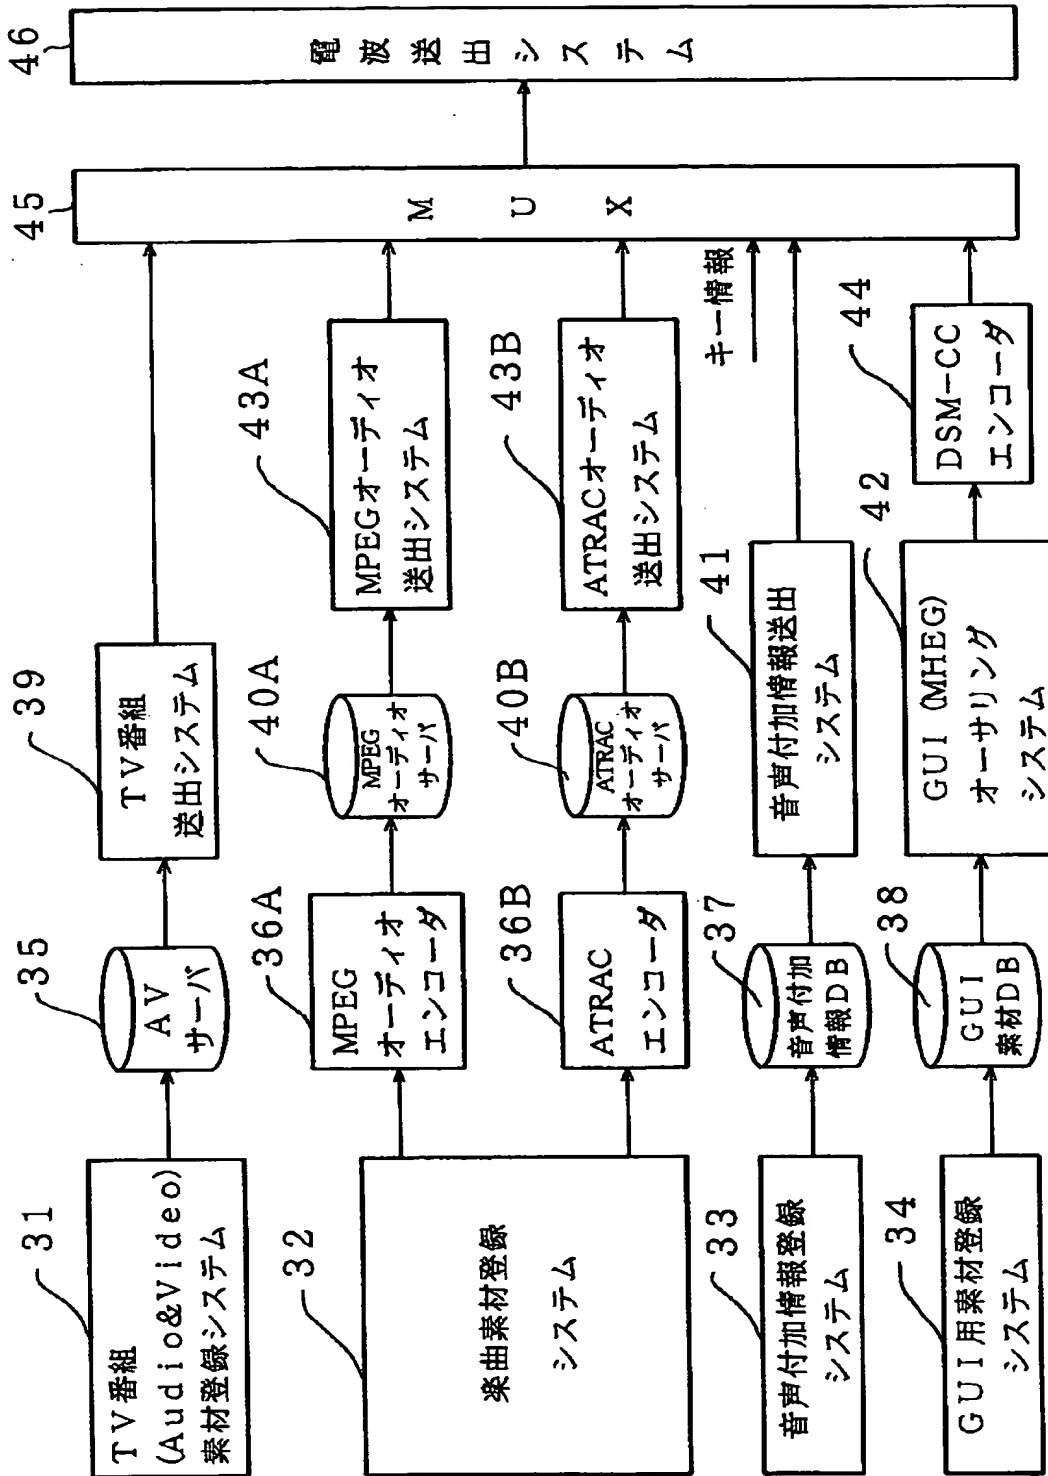 31
TV番組
(Audio&Video)
素材登録システム
35
AV
サーバ
39
TV番組
送出システム
32
楽曲素材登録
システム
36A
MPEG
オーディオ
エンコーダ
40A
MPEG
オーディオ
サーバ
43A
MPEGオーディオ
送出システム
36B
ATRAC
エンコーダ
40B
ATRAC
オーディオ
サーバ
43B
ATRACオーディオ
送出システム
キー情報
33
音声付加情報登録
システム
37
音声付加
情報DB
41
音声付加情報送出
システム
34
GUI用素材登録
システム
38
GUI
素材DB
42
GUI(MHEG)
オーサリング
システム
44
DSM-CC
エンコーダ
45
MUX
46
電波送出システム